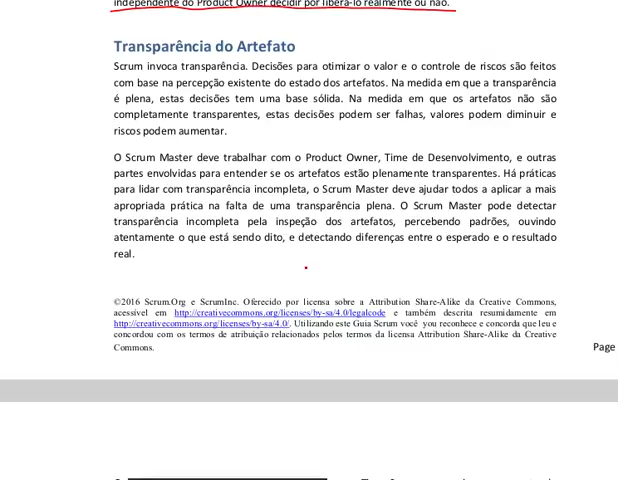 independente do Product Owner decidir por liberá-lo realmente ou não.
Transparência do Artefato
Scrum invoca transparência. Decisões para otimizar o valor e o controle de riscos são feitos
com base na percepção existente do estado dos artefatos. Na medida em que a transparência
é plena, estas decisões tem uma base sólida. Na medida em que os artefatos não são
completamente transparentes, estas decisões podem ser falhas, valores podem diminuir e
riscos podem aumentar.
O Scrum Master deve trabalhar com o Product Owner, Time de Desenvolvimento, e outras
partes envolvidas para entender se os artefatos estão plenamente transparentes. Há práticas
para lidar com transparência incompleta, o Scrum Master deve ajudar todos a aplicar a mais
apropriada prática na falta de uma transparência plena. O Scrum Master pode detectar
transparência incompleta pela inspeção dos artefatos, percebendo padrões, ouvindo
atentamente o que está sendo dito, e detectando diferenças entre o esperado e o resultado
real.
©2016 Scrum.Org e ScrumInc. Oferecido por licensa sobre a Attribution Share-Alike da Creative Commons,
acessível em http://creativecommons.org/licenses/by-sa/4.0/legalcode e também descrita resumidamente em
http://creativecommons.org/licenses/by-sa/4.0/. Utilizando este Guia Scrum você you reconhece e concorda que leu e
concordou com os termos de atribuição relacionados pelos termos da licensa Attribution Share-Alike da Creative
Commons.
Page